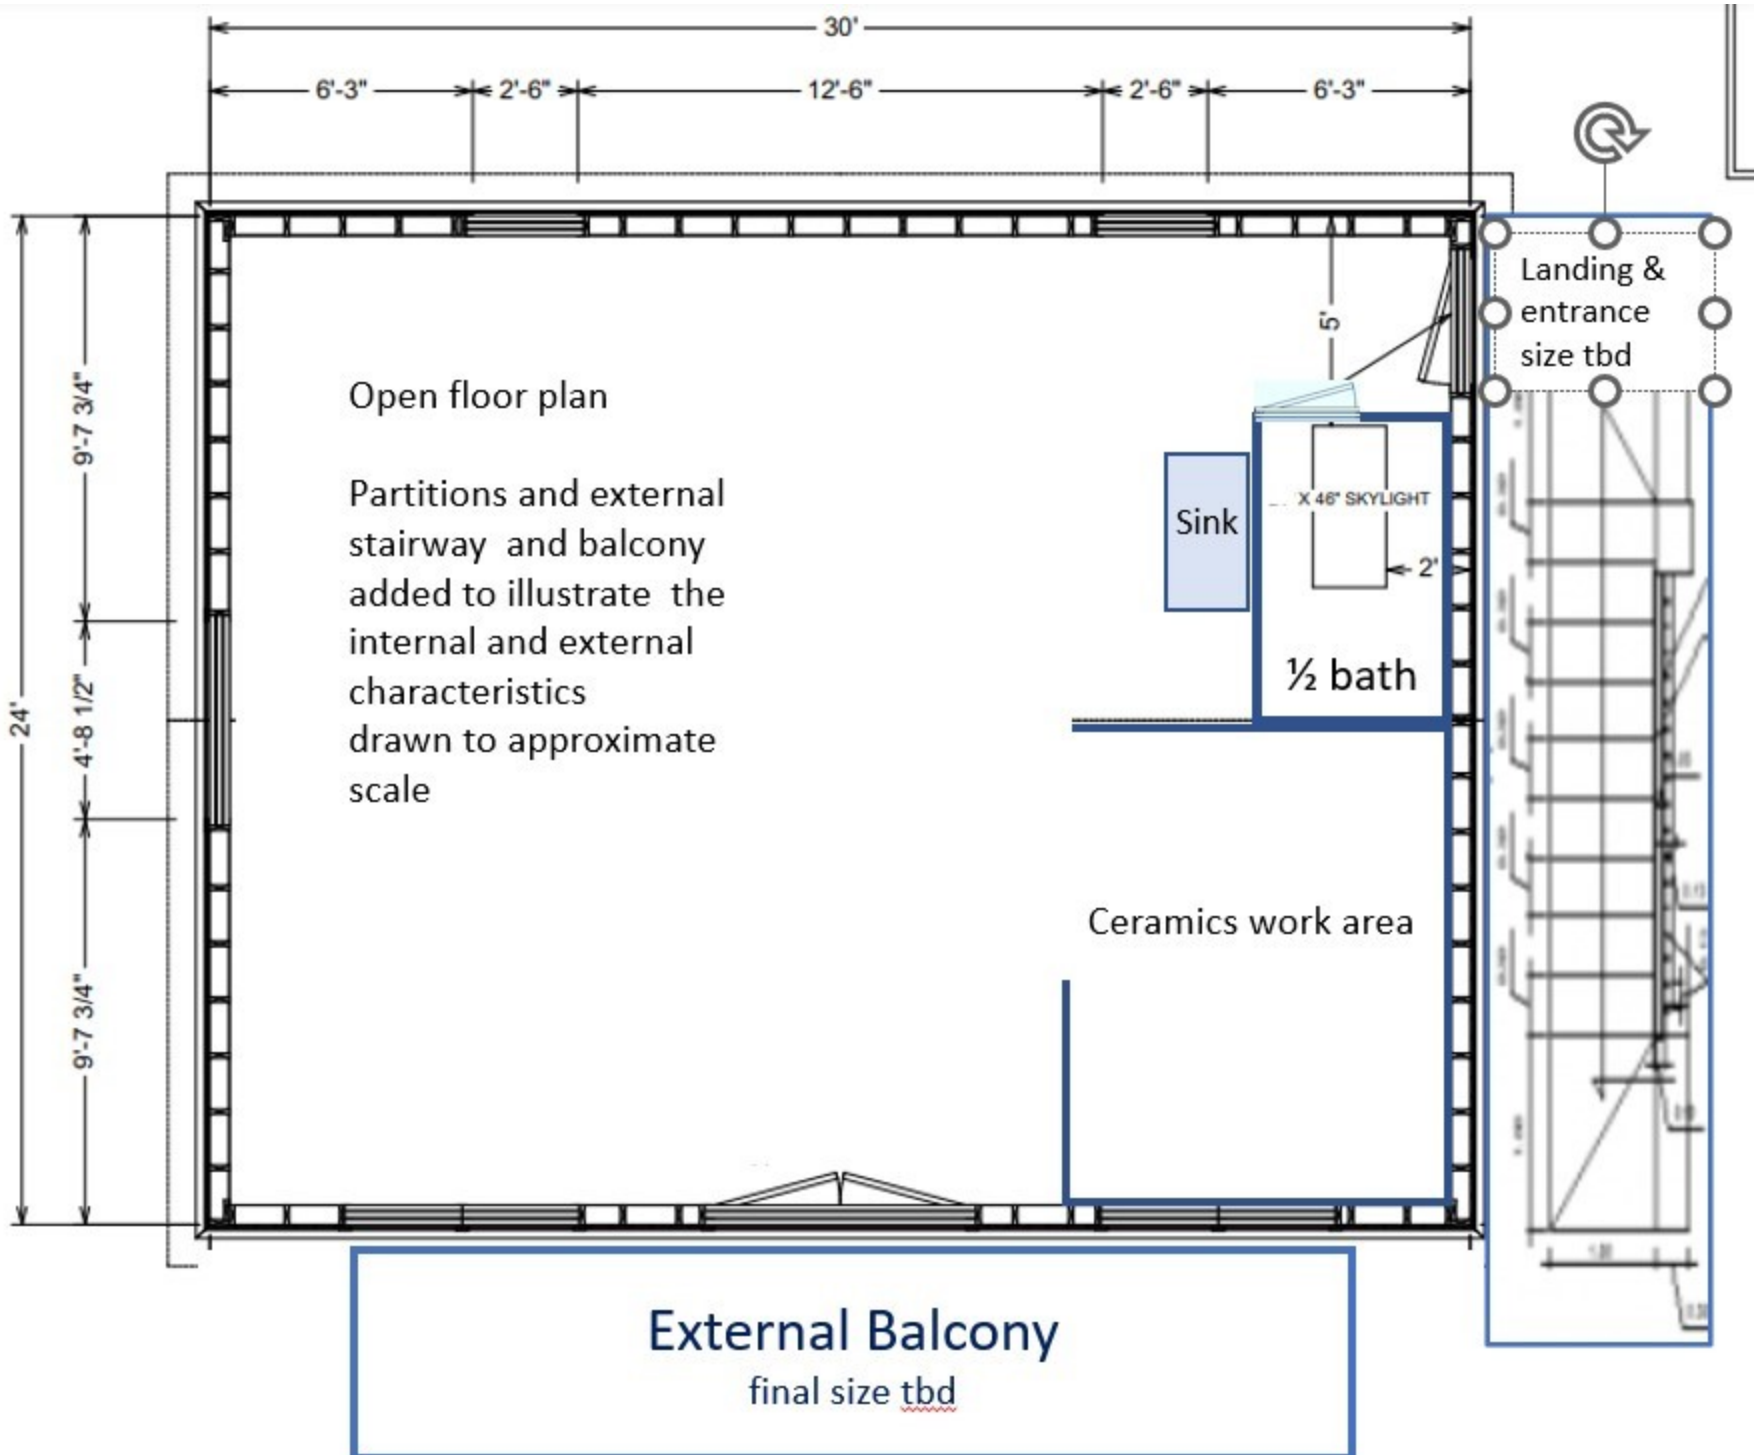 30'
6'-3"
2'-6"
12'-6"
2'-6"
6'-3"
24'
9'-7 3/4"
4'-8 1/2"
9'-7 3/4"
5'
Landing &
entrance
size tbd
Open floor plan
Partitions and external
stairway and balcony
added to illustrate the
internal and external
characteristics
drawn to approximate
scale
Sink
X 46" SKYLIGHT
2'
½ bath
Ceramics work area
External Balcony
final size tbd